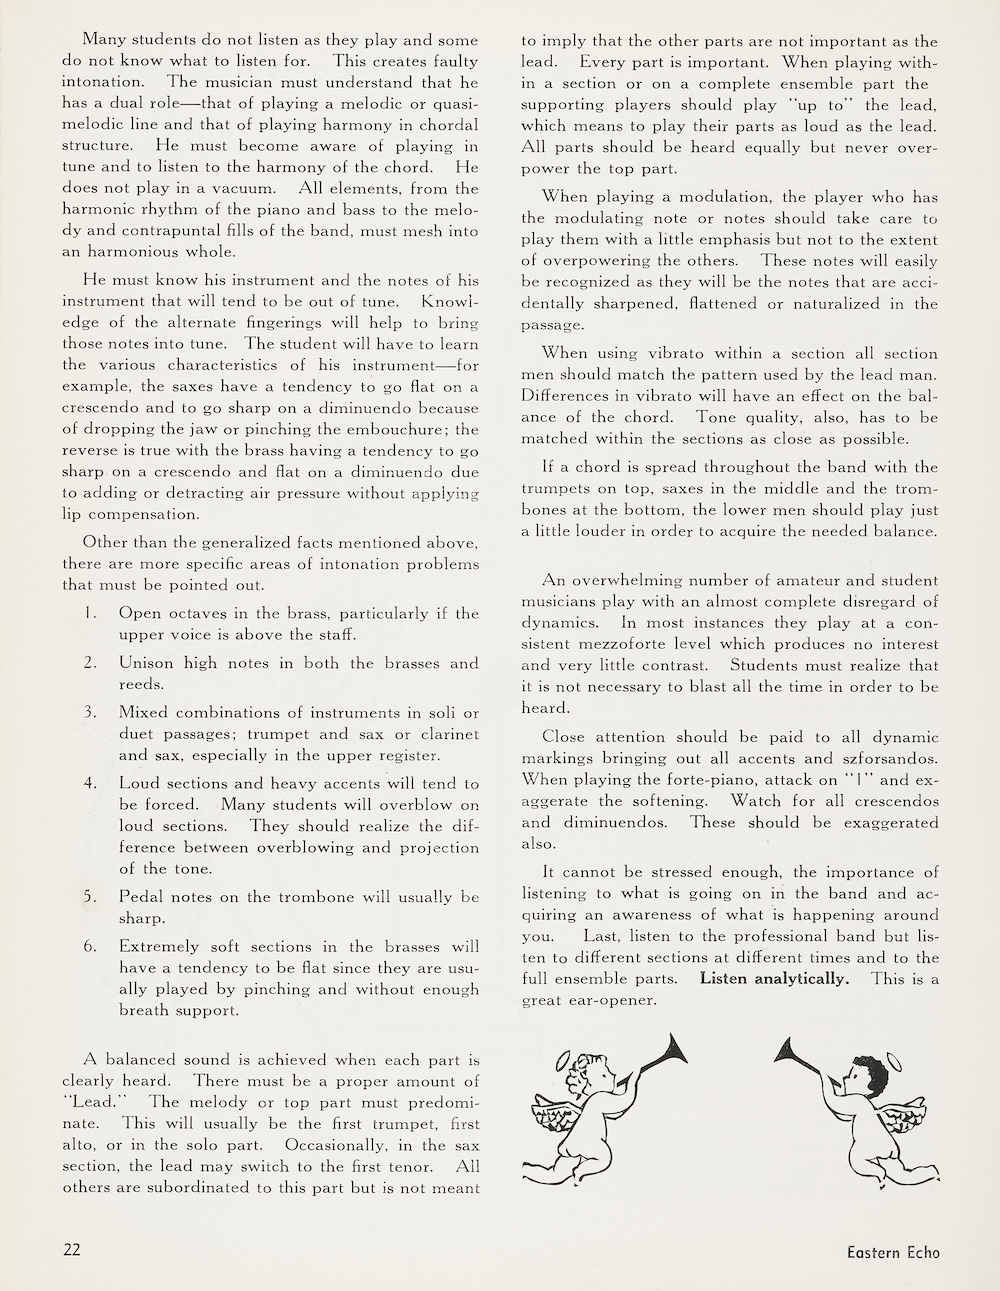 Many students do not listen as they play and some
do not know what to listen for. This creates faulty
intonation. The musician must understand that he
has a dual role—that of playing a melodic or quasi-
melodic line and that of playing harmony in chordal
structure. He must become aware of playing in
tune and to listen to the harmony of the chord. He
does not play in a vacuum. All elements, from the
harmonic rhythm of the piano and bass to the melo-
dy and contrapuntal fills of the band, must mesh into
an harmonious whole.
He must know his instrument and the notes of his
instrument that will tend to be out of tune. Knowl-
edge of the alternate fingerings will help to bring
those notes into tune. The student will have to learn
the various characteristics of his instrument—for
example, the saxes have a tendency to go flat on a
crescendo and to go sharp on a diminuendo because
of dropping the jaw or pinching the embouchure; the
reverse is true with the brass having a tendency to go
sharp on a crescendo and flat on a diminuendo due
to adding or detracting air pressure without applying
lip compensation.
Other than the generalized facts mentioned above,
there are more specific areas of intonation problems
that must be pointed out.
1. Open octaves in the brass, particularly if the
upper voice is above the staff.
2. Unison high notes in both the brasses and
reeds.
3. Mixed combinations of instruments in soli or
duet passages; trumpet and sax or clarinet
and sax, especially in the upper register.
4. Loud sections and heavy accents will tend to
be forced. Many students will overblow on
loud sections. They should realize the dif-
ference between overblowing and projection
of the tone.
5. Pedal notes on the trombone will usually be
sharp.
6. Extremely soft sections in the brasses will
have a tendency to be flat since they are usu-
ally played by pinching and without enough
breath support.
A balanced sound is achieved when each part is
clearly heard. There must be a proper amount of
"Lead." The melody or top part must predomi-
nate. This will usually be the first trumpet, first
alto, or in the solo part. Occasionally, in the sax
section, the lead may switch to the first tenor. All
others are subordinated to this part but is not meant
to imply that the other parts are not important as the
lead. Every part is important. When playing with-
in a section or on a complete ensemble part the
supporting players should play "up to" the lead,
which means to play their parts as loud as the lead.
All parts should be heard equally but never over-
power the top part.
When playing a modulation, the player who has
the modulating note or notes should take care to
play them with a little emphasis but not to the extent
of overpowering the others. These notes will easily
be recognized as they will be the notes that are acci-
dentally sharpened, flattened or naturalized in the
passage.
When using vibrato within a section all section
men should match the pattern used by the lead man.
Differences in vibrato will have an effect on the bal-
ance of the chord. Tone quality, also, has to be
matched within the sections as close as possible.
If a chord is spread throughout the band with the
trumpets on top, saxes in the middle and the trom-
bones at the bottom, the lower men should play just
a little louder in order to acquire the needed balance.
An overwhelming number of amateur and student
musicians play with an almost complete disregard of
dynamics. In most instances they play at a con-
sistent mezzoforte level which produces no interest
and very little contrast. Students must realize that
it is not necessary to blast all the time in order to be
heard.
Close attention should be paid to all dynamic
markings bringing out all accents and szforsandos.
When playing the forte-piano, attack on "1" and ex-
aggerate the softening. Watch for all crescendos
and diminuendos. These should be exaggerated
also.
It cannot be stressed enough, the importance of
listening to what is going on in the band and ac-
quiring an awareness of what is happening around
you. Last, listen to the professional band but lis-
ten to different sections at different times and to the
full ensemble parts. Listen analytically. This is a
great ear-opener.
22
Eastern Echo